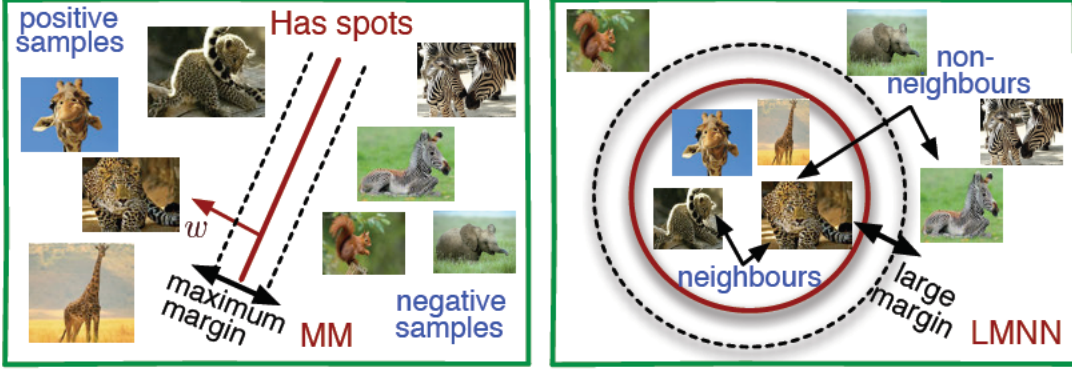 positive
samples
Has spots
w
maximum
margin
MM
negative
samples
non-
neighbours
neighbours
large
margin
LMNN